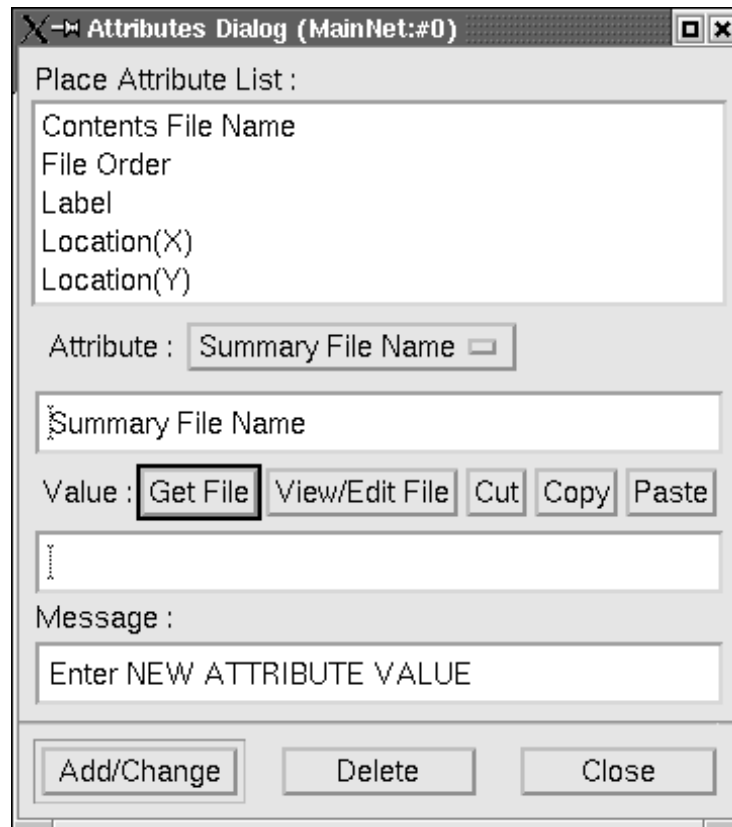 Attributes Dialog (MainNet:#0)
Place Attribute List :
Contents File Name
File Order
Label
Location(X)
Location(Y)
Attribute : Summary File Name
Summary File Name
Value : Get File View/Edit File Cut Copy Paste
Message :
Enter NEW ATTRIBUTE VALUE
Add/Change Delete Close